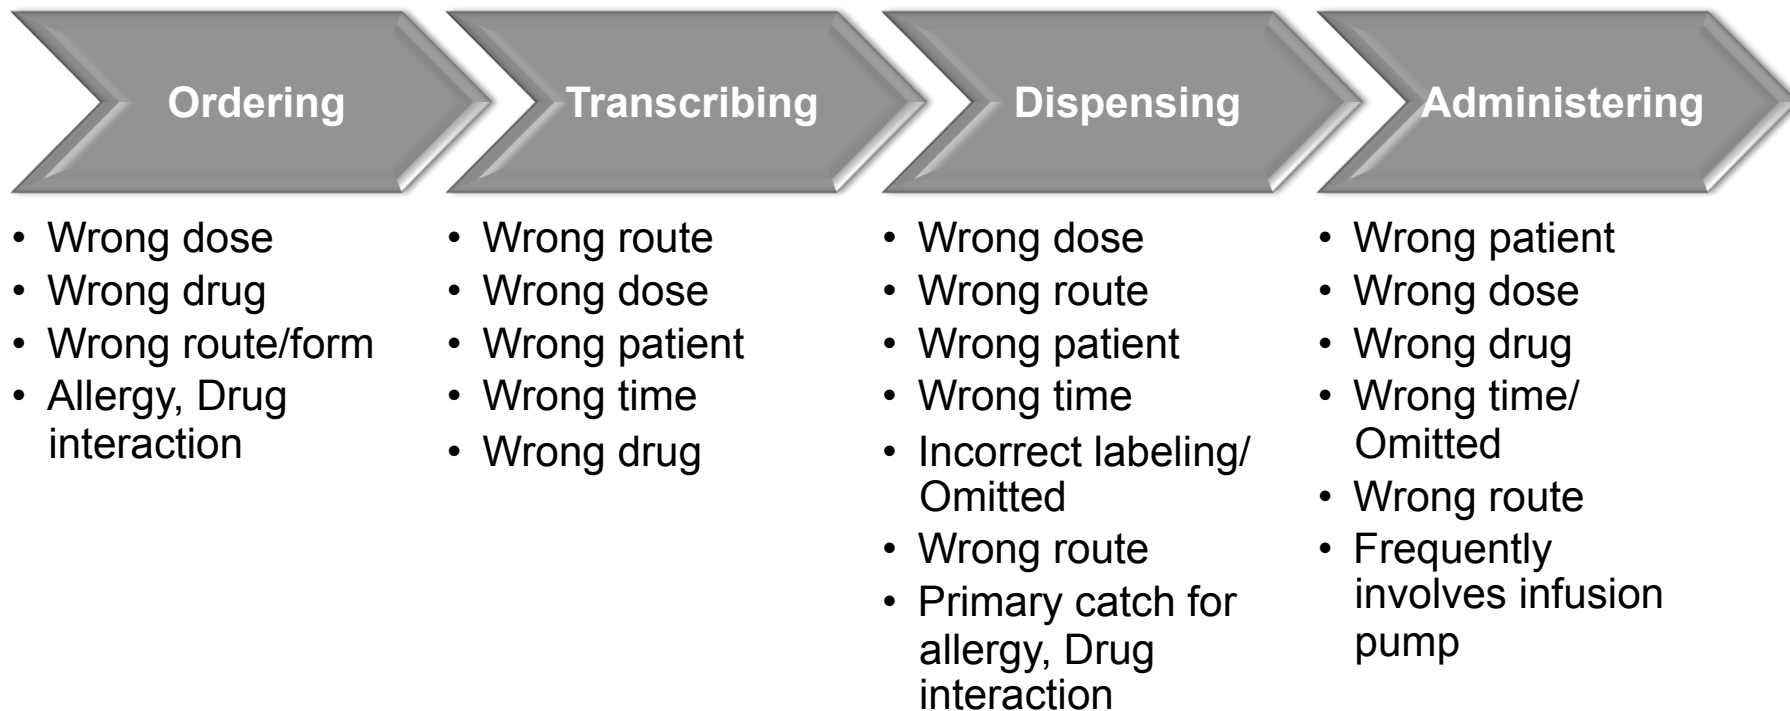 Ordering
• Wrong dose
• Wrong drug
• Wrong route/form
• Allergy, Drug
interaction
Transcribing
• Wrong route
• Wrong dose
• Wrong patient
• Wrong time
• Wrong drug
Dispensing
• Wrong dose
• Wrong route
• Wrong patient
• Wrong time
• Incorrect labeling/
Omitted
• Wrong route
• Primary catch for
allergy, Drug
interaction
Administering
• Wrong patient
• Wrong dose
• Wrong drug
• Wrong time/
Omitted
• Wrong route
• Frequently
involves infusion
pump